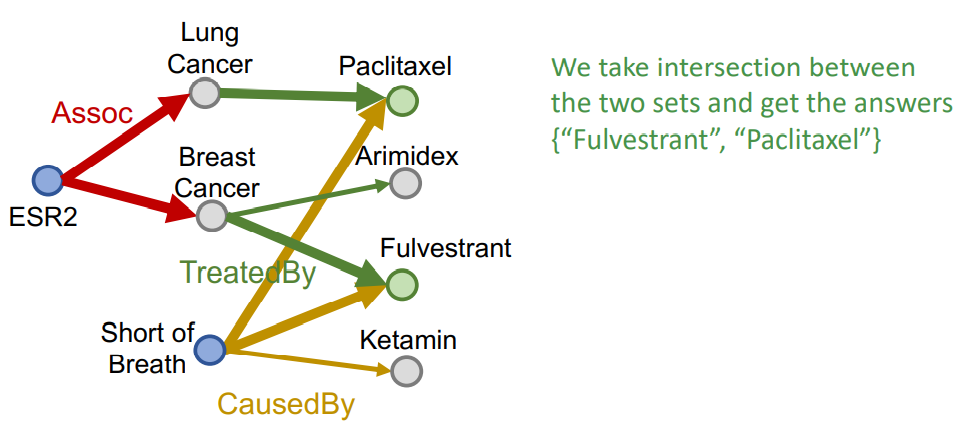 Lung
Cancer
Paclitaxel
Assoc
Breast
Cancer
Arimidex
ESR2
Fulvestrant
TreatedBy
Short of
Breath
Ketamin
CausedBy
We take intersection between
the two sets and get the answers
{“Fulvestrant”, “Paclitaxel”}